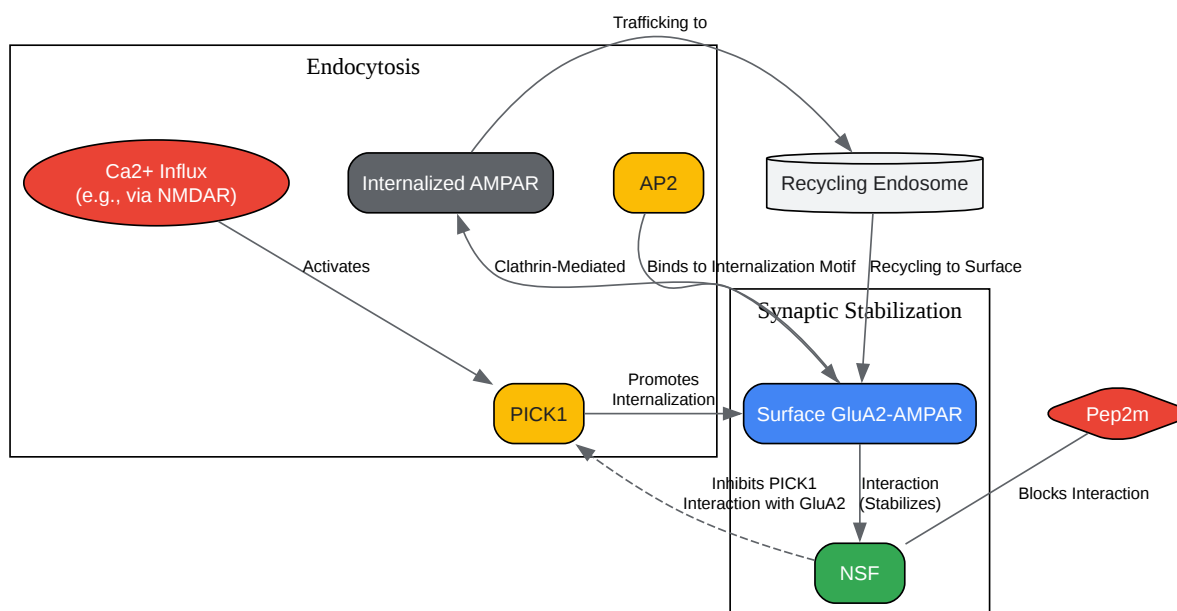 Trafficking to
Endocytosis
Ca2+ Influx
(e.g., via NMDAR)
Internalized AMPAR
AP2
Recycling Endosome
Activates
Clathrin-Mediated
Binds to Internalization Motif
Recycling to Surface
Synaptic Stabilization
PICK1
Promotes
Internalization
Surface GluA2-AMPAR
Pep2m
Inhibits PICK1
Interaction with GluA2
Interaction
(Stabilizes)
Blocks Interaction
NSF